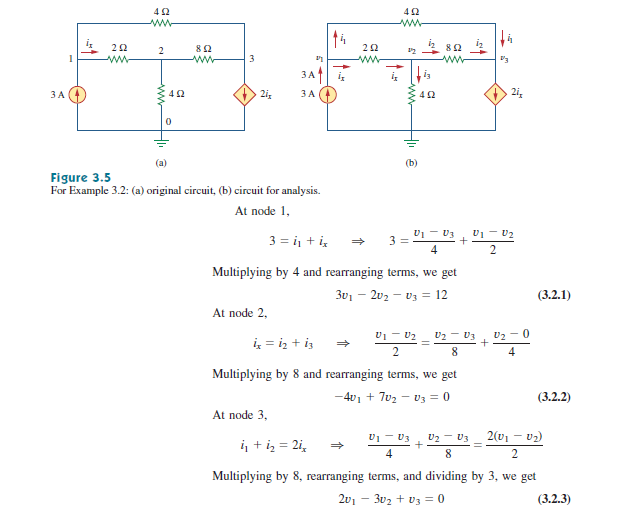 4 Ω
i_x
2 Ω
2
8 Ω
1
3
3 A
4 Ω
2i_x
0
(a)
4 Ω
i_1
2 Ω
v_2
i_2
8 Ω
i_2
i_1
v_1
v_3
3 A
i_x
i_x
i_3
3 A
4 Ω
2i_x
(b)
Figure 3.5
For Example 3.2: (a) original circuit, (b) circuit for analysis.
At node 1,
3 = i_1 + i_x ⇒ 3 = (v_1 − v_3)/4 + (v_1 − v_2)/2
Multiplying by 4 and rearranging terms, we get
3v_1 − 2v_2 − v_3 = 12 (3.2.1)
At node 2,
i_x = i_2 + i_3 ⇒ (v_1 − v_2)/2 = (v_2 − v_3)/8 + (v_2 − 0)/4
Multiplying by 8 and rearranging terms, we get
−4v_1 + 7v_2 − v_3 = 0 (3.2.2)
At node 3,
i_1 + i_2 = 2i_x ⇒ (v_1 − v_3)/4 + (v_2 − v_3)/8 = 2(v_1 − v_2)/2
Multiplying by 8, rearranging terms, and dividing by 3, we get
2v_1 − 3v_2 + v_3 = 0 (3.2.3)